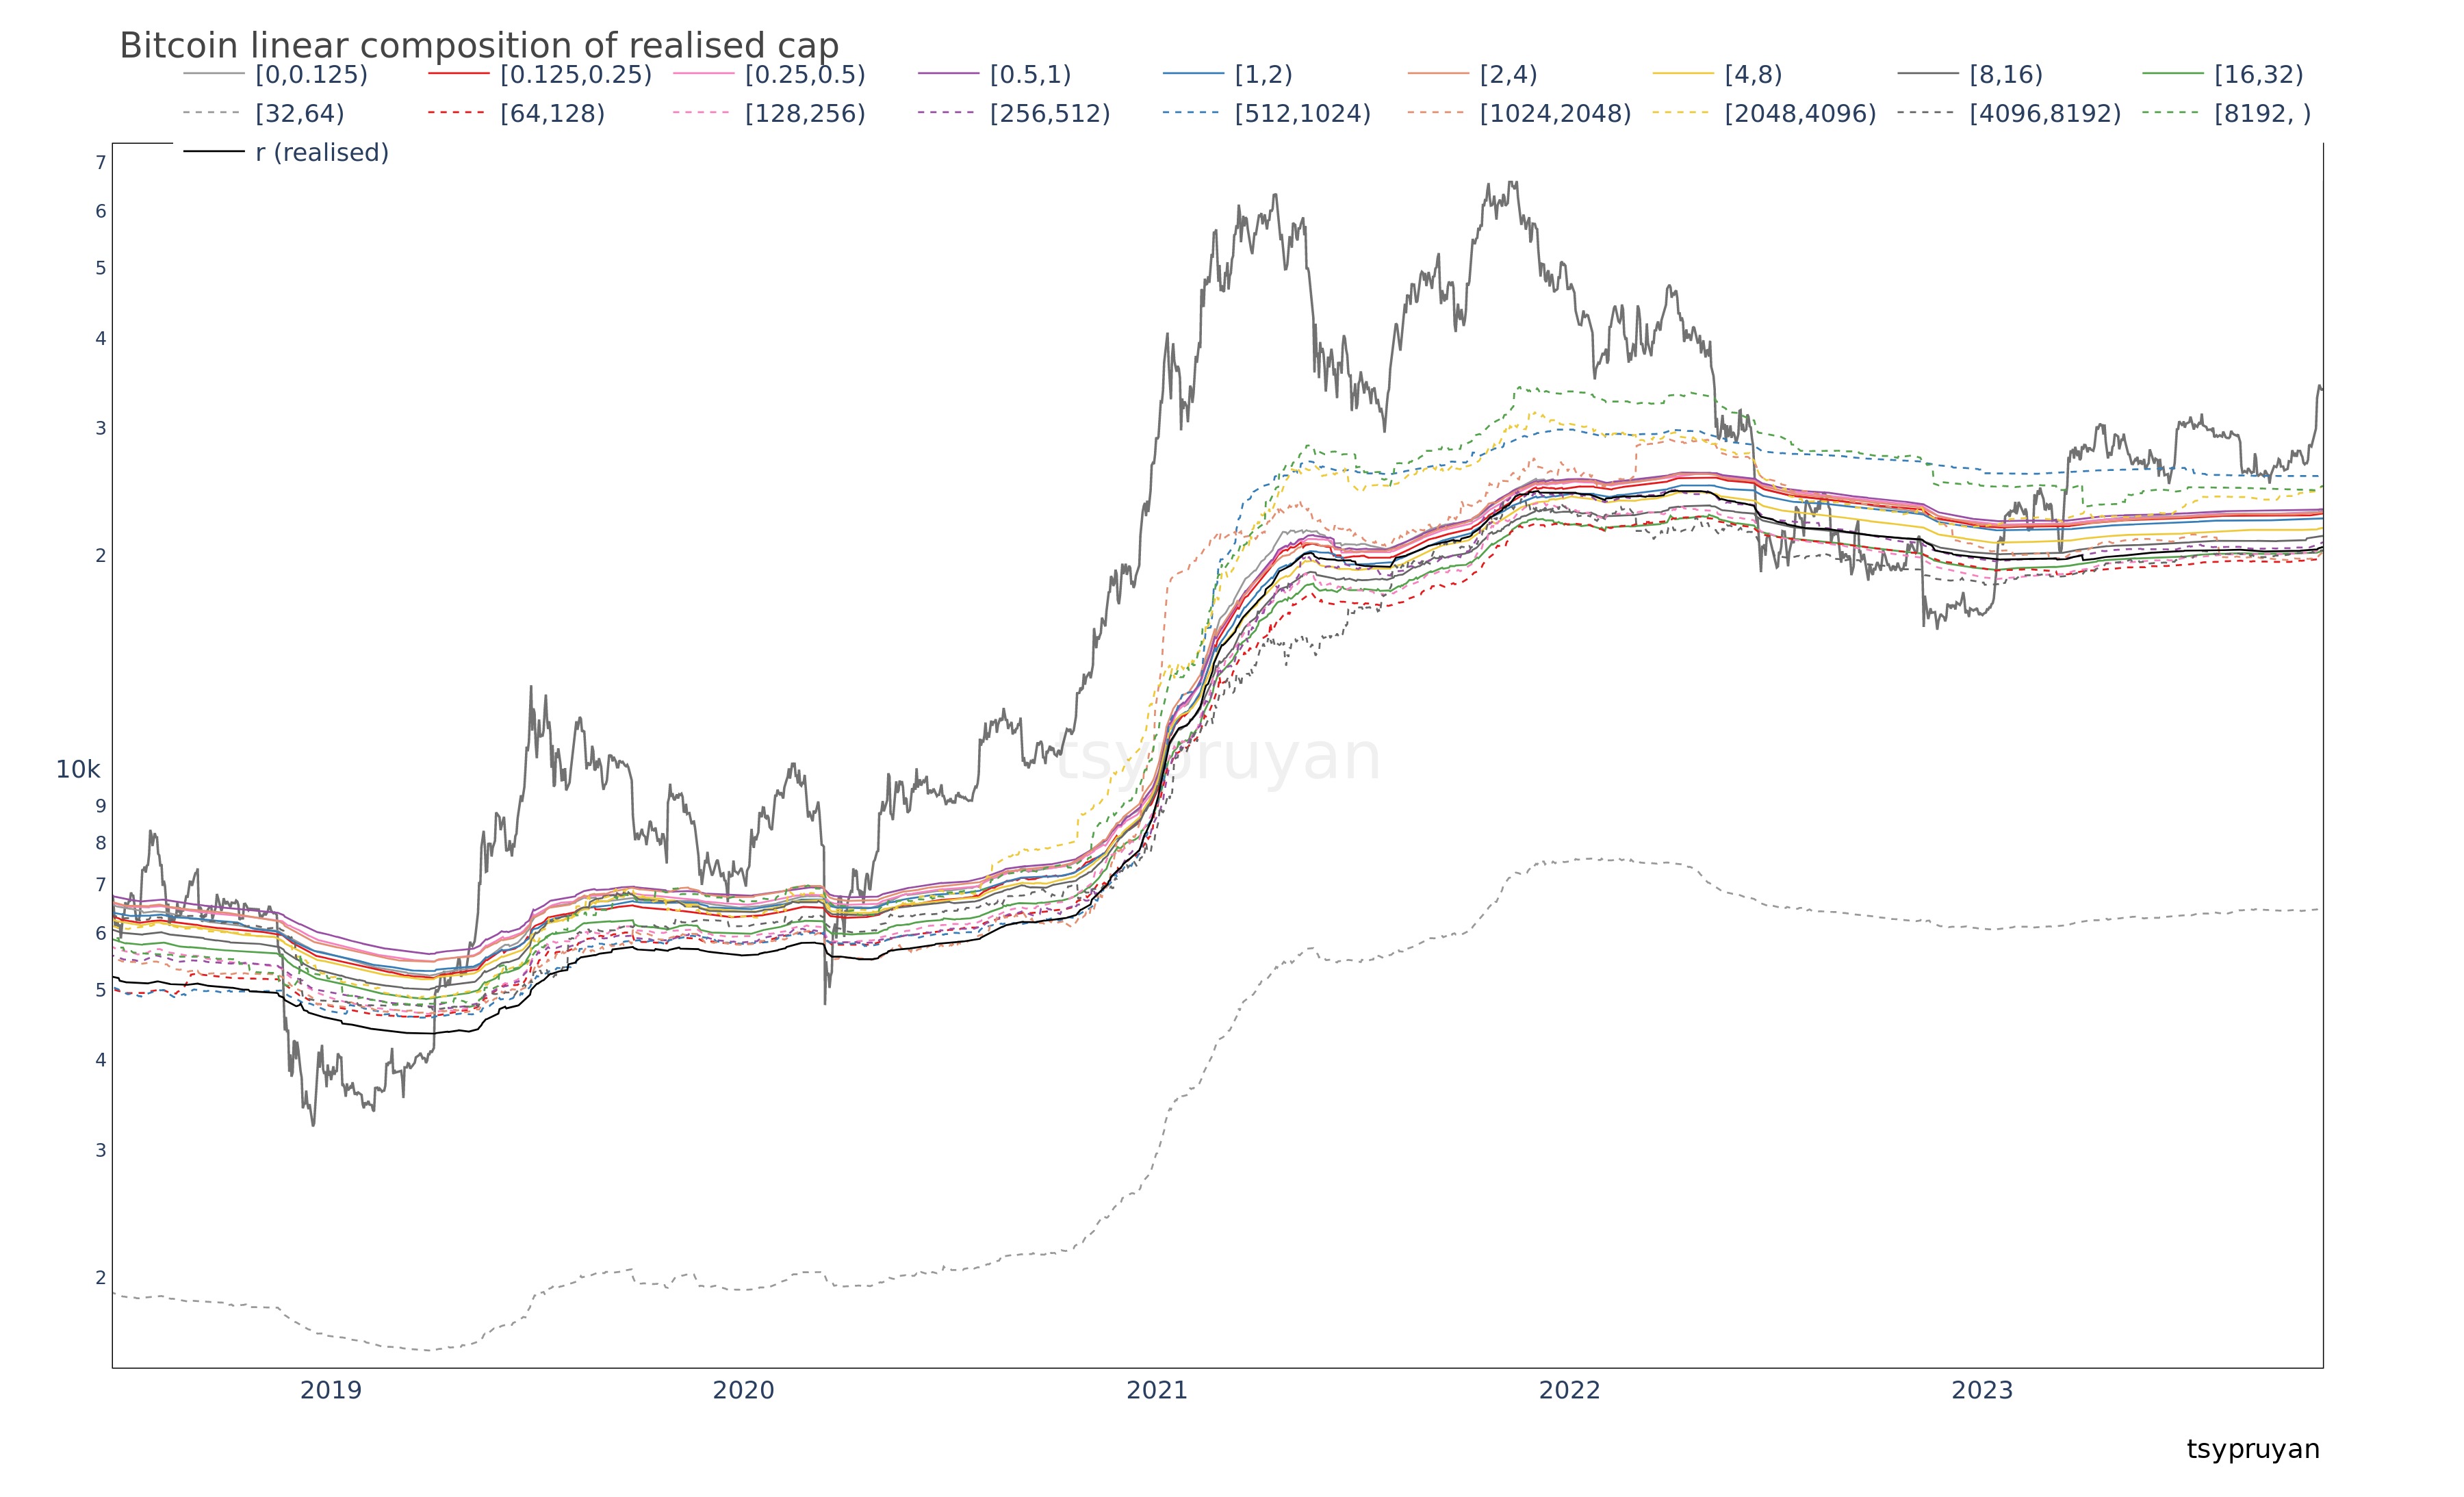 Bitcoin linear composition of realised cap
[0,0.125) [0.125,0.25) [0.25,0.5) [0.5,1) [1,2) [2,4) [4,8) [8,16) [16,32)
[32,64) [64,128) [128,256) [256,512) [512,1024) [1024,2048) [2048,4096) [4096,8192) [8192, )
r (realised)
7
6
5
4
3
2
tsypruyan
10k
9
8
7
6
5
4
3
2
2019 2020 2021 2022 2023
tsypruyan